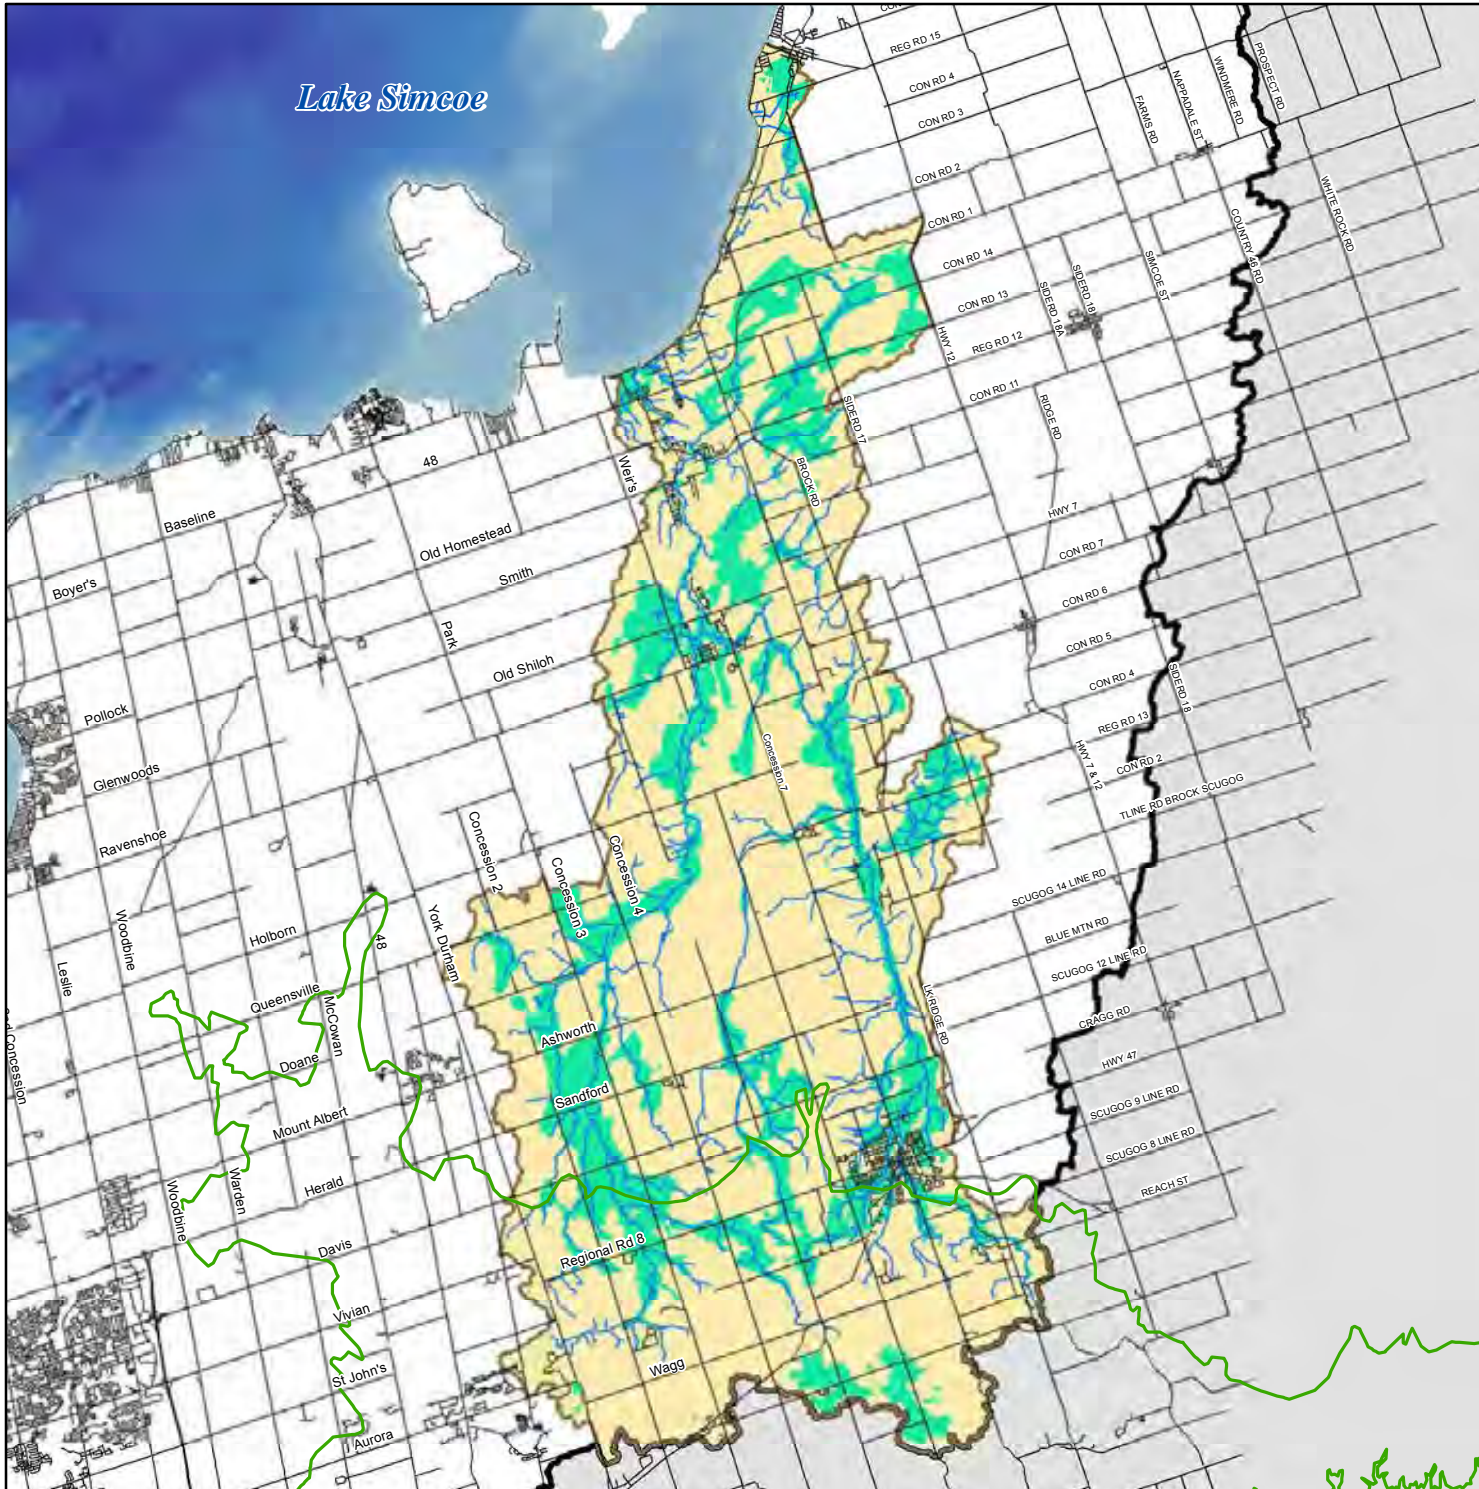 Lake Simcoe
REG RD 15
CON RD 4
CON RD 3
CON RD 2
CON RD 1
CON RD 14
CON RD 13
REG RD 12
CON RD 11
FARMS RD
NAPPADALE ST
WINDMERE RD
PROSPECT RD
WHITE ROCK RD
COUNTRY 46 RD
SIMCOE ST
SIDERD 18
SIDERD 18A
HWY 12
SIDERD 17
RIDGE RD
BROCK RD
HWY 7
CON RD 7
CON RD 6
CON RD 5
CON RD 4
REG RD 13
CON RD 2
SIDERD 18
HWY 7 & 12
TLINE RD BROCK SCUGOG
SCUGOG 14 LINE RD
BLUE MTN RD
SCUGOG 12 LINE RD
CRAGG RD
HWY 47
SCUGOG 9 LINE RD
SCUGOG 8 LINE RD
REACH ST
LK RIDGE RD
48
Weir's
Baseline
Old Homestead
Smith
Boyer's
Park
Old Shiloh
Pollock
Glenwoods
Ravenshoe
Concession 7
Concession 2
Concession 3
Concession 4
Woodbine
Leslie
Holborn
48
York Durham
Queensville
McCowan
Doane
Ashworth
Sandford
Mount Albert
Herald
Warden
Woodbine
Davis
Regional Rd 8
Vivian
St John's
Wagg
Aurora